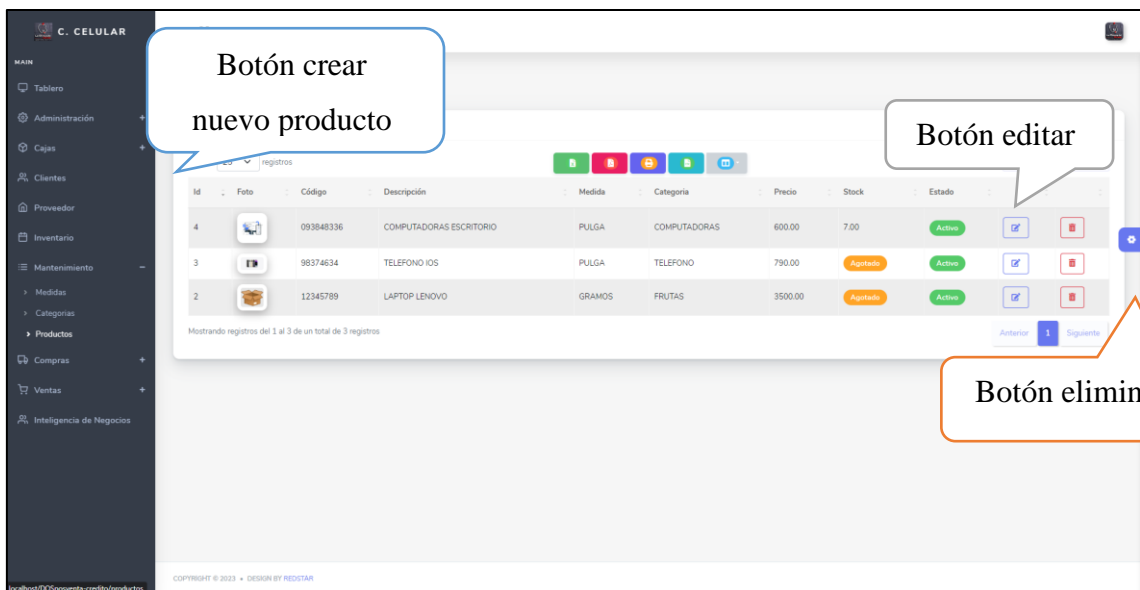 C. CELULAR
Botón crear
nuevo producto
MAIN
Tablero
Administración +
Cajas +
Clientes
Proveedor
Inventario
Mantenimiento −
> Medidas
> Categorias
> Productos
Compras +
Ventas +
Inteligencia de Negocios
Botón editar
registros
Id Foto Código Descripción Medida Categoria Precio Stock Estado
4 093848336 COMPUTADORAS ESCRITORIO PULGA COMPUTADORAS 600.00 7.00 Activo
3 98374634 TELEFONO IOS PULGA TELEFONO 790.00 Agotado Activo
2 12345789 LAPTOP LENOVO GRAMOS FRUTAS 3500.00 Agotado Activo
Mostrando registros del 1 al 3 de un total de 3 registros
Anterior 1 Siguiente
Botón elimin
COPYRIGHT © 2023 • DESIGN BY REDSTAR
localhost/DOSposventa-credito/productos